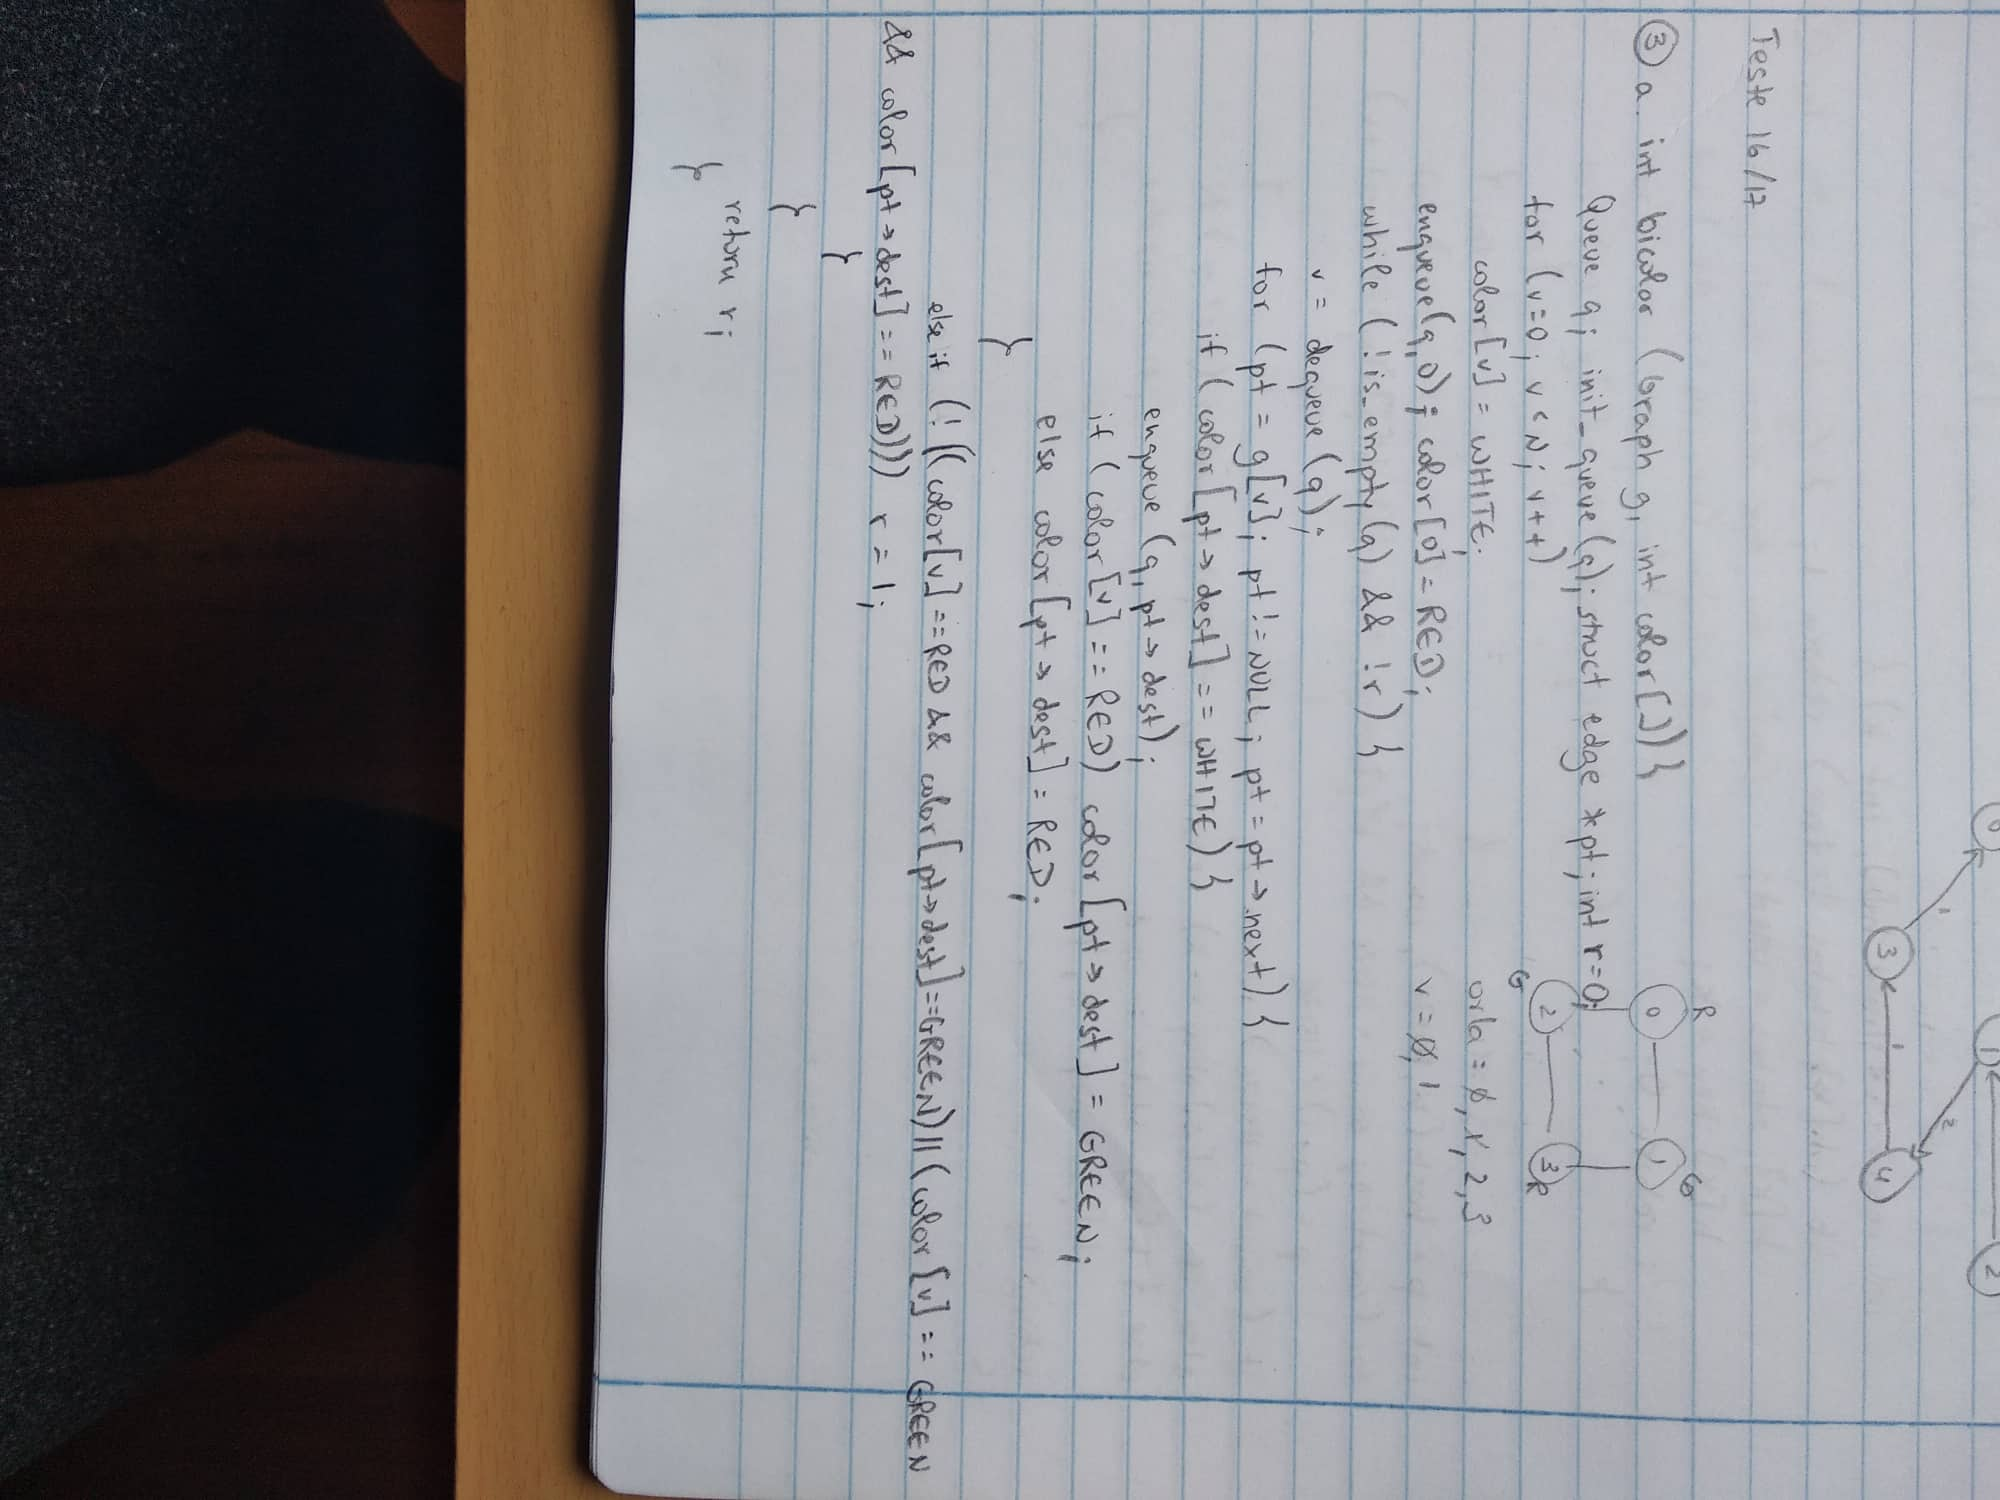 0 1 2
1 2
3 1 4
Teste 16/17
③ a. int bicolor (Graph g, int color[]){
Queue q; init_queue(q); struct edge *pt; int r=0;
for (v=0; v<N; v++)
color[v] = WHITE;
enqueue(q,0); color[0]=RED;
while (!is_empty(q) && !r) {
v = dequeue(q);
for (pt = g[v]; pt != NULL; pt = pt→next) {
if (color[pt→dest] == WHITE) {
enqueue (q, pt→dest);
if (color[v] == RED) color[pt→dest] = GREEN;
else color[pt→dest] = RED;
}
else if (!((color[v]==RED && color[pt→dest]==GREEN) || (color[v] == GREEN
&& color[pt→dest] == RED))) r = 1;
}
}
return r;
}
R G
0 1
2 3
G R
orla = 0, 1, 2, 3
v = 0, 1